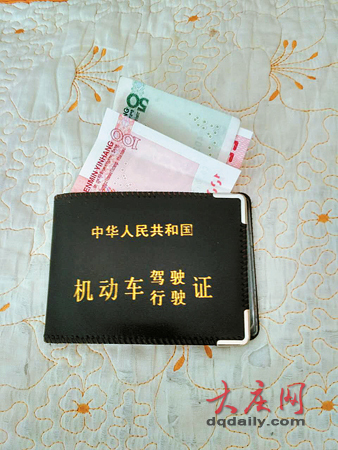 50
100
ENMIN YINHANG
中华人民共和国
机动车驾驶证
行驶
大庆网
dqdaily.com